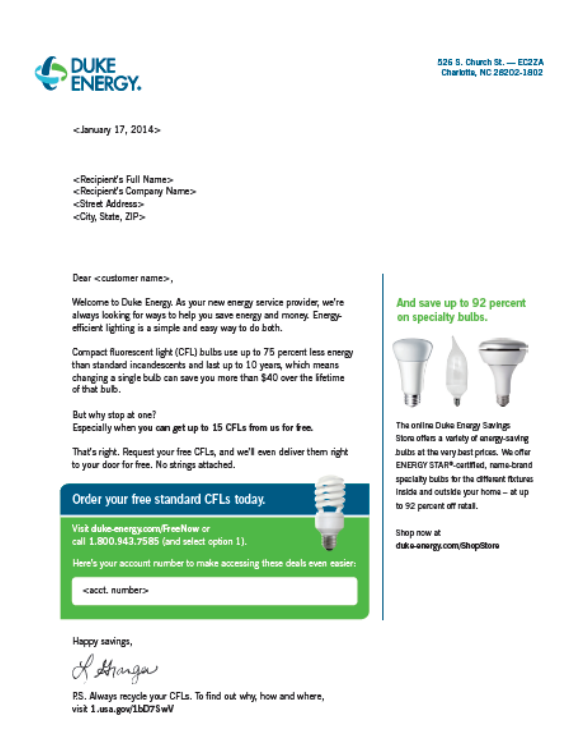 DUKE
ENERGY.
526 S. Church St. — EC2ZA
Charlotte, NC 28202-1802
<January 17, 2014>
<Recipient's Full Name>
<Recipient's Company Name>
<Street Address>
<City, State, ZIP>
Dear <customer name>,
Welcome to Duke Energy. As your new energy service provider, we're
always looking for ways to help you save energy and money. Energy-
efficient lighting is a simple and easy way to do both.
Compact fluorescent light (CFL) bulbs use up to 75 percent less energy
than standard incandescents and last up to 10 years, which means
changing a single bulb can save you more than $40 over the lifetime
of that bulb.
But why stop at one?
Especially when you can get up to 15 CFLs from us for free.
That's right. Request your free CFLs, and we'll even deliver them right
to your door for free. No strings attached.
Order your free standard CFLs today.
Visit duke-energy.com/FreeNow or
call 1.800.943.7585 (and select option 1).
Here's your account number to make accessing these deals even easier:
<acct. number>
Happy savings,
L Granger
P.S. Always recycle your CFLs. To find out why, how and where,
visit 1.usa.gov/1bD7SwV
And save up to 92 percent
on specialty bulbs.
The online Duke Energy Savings
Store offers a variety of energy-saving
bulbs at the very best prices. We offer
ENERGY STAR®-certified, name-brand
specialty bulbs for the different fixtures
inside and outside your home – at up
to 92 percent off retail.
Shop now at
duke-energy.com/ShopStore